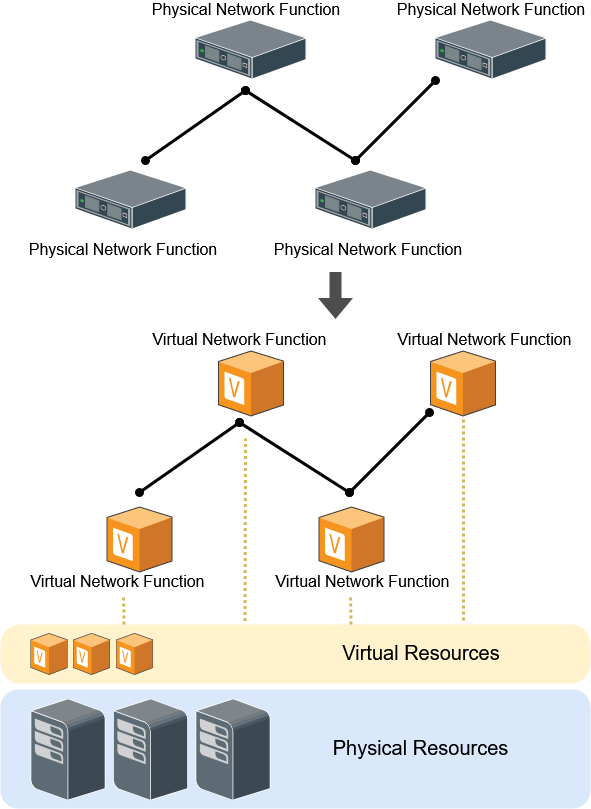 Physical Network Function
Physical Network Function
Physical Network Function
Physical Network Function
Virtual Network Function
Virtual Network Function
V
V
V
V
Virtual Network Function
Virtual Network Function
V
V
V
Virtual Resources
Physical Resources